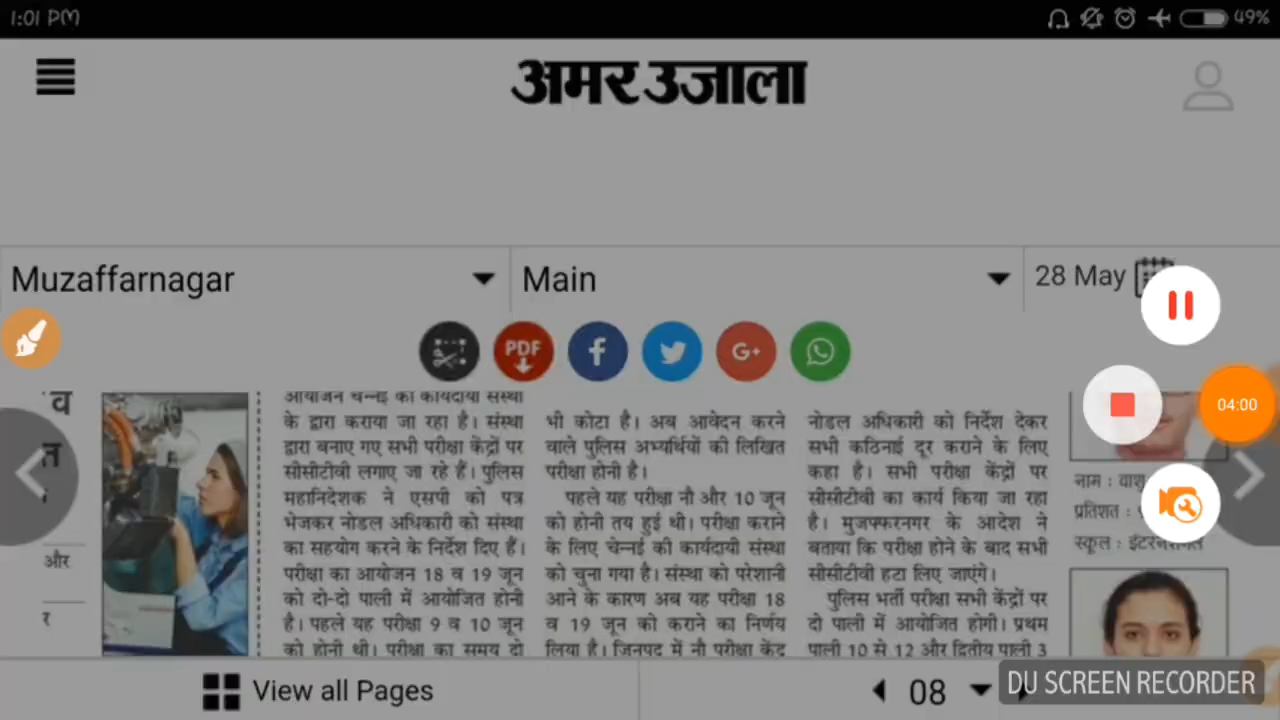 1:01 PM
49%
अमर उजाला
Muzaffarnagar
Main
28 May
PDF
G+
04:00
व
त
और
र
आयोजन चेन्नई की कार्यदायी संस्था
के द्वारा कराया जा रहा है। संस्था
द्वारा बनाए गए सभी परीक्षा केंद्रों पर
सीसीटीवी लगाए जा रहे हैं। पुलिस
महानिदेशक ने एसपी को पत्र
भेजकर नोडल अधिकारी को संस्था
का सहयोग करने के निर्देश दिए हैं।
परीक्षा का आयोजन 18 व 19 जून
को दो-दो पाली में आयोजित होनी
है। पहले यह परीक्षा 9 व 10 जून
को होनी थी। परीक्षा का समय दो
भी कोटा है। अब आवेदन करने
वाले पुलिस अभ्यर्थियों की लिखित
परीक्षा होनी है।
पहले यह परीक्षा नौ और 10 जून
को होनी तय हुई थी। परीक्षा कराने
के लिए चेन्नई की कार्यदायी संस्था
को चुना गया है। संस्था को परेशानी
आने के कारण अब यह परीक्षा 18
व 19 जून को कराने का निर्णय
लिया है। जिनपद में नौ परीक्षा केंद्र
नोडल अधिकारी को निर्देश देकर
सभी कठिनाई दूर कराने के लिए
कहा है। सभी परीक्षा केंद्रों पर
सीसीटीवी का कार्य किया जा रहा
है। मुजफ्फरनगर के आदेश ने
बताया कि परीक्षा होने के बाद सभी
सीसीटीवी हटा लिए जाएंगे।
पुलिस भर्ती परीक्षा सभी केंद्रों पर
दो पाली में आयोजित होगी। प्रथम
पाली 10 से 12 और द्वितीय पाली 3
नाम :
प्रतिशत :
स्कूल :
View all Pages
08
DU SCREEN RECORDER